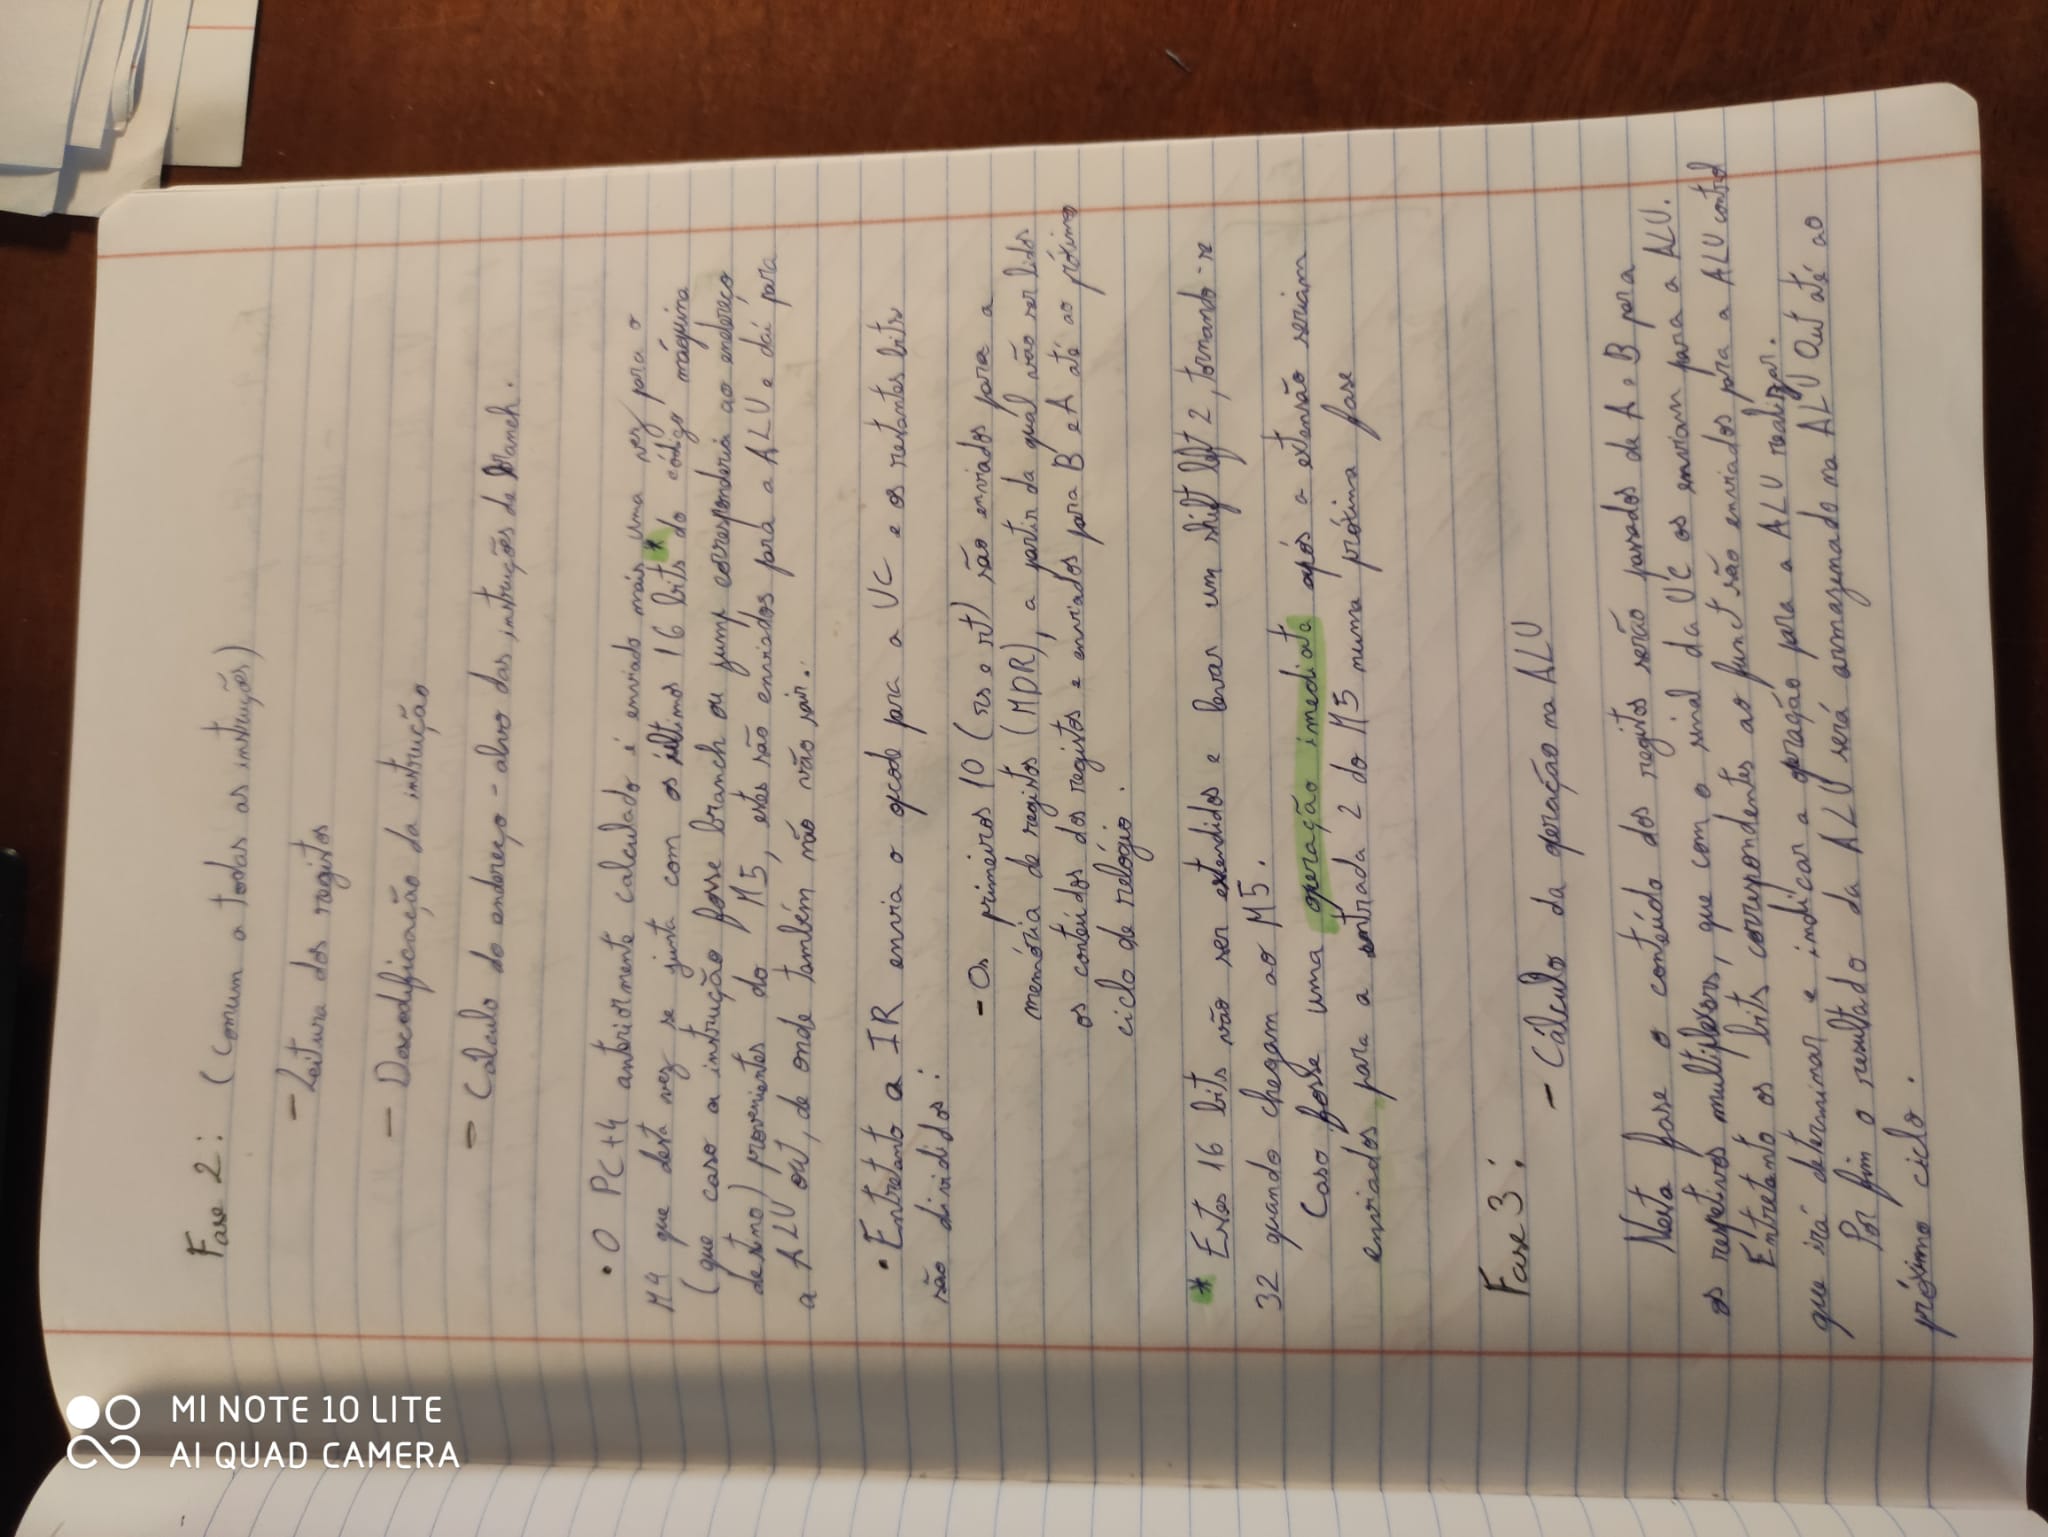 MI NOTE 10 LITE
AI QUAD CAMERA
Fase 2: (Comum a todas as instruções)
- Leitura dos registos
- Descodificação da instrução
- Cálculo do endereço-alvo das instruções de branch.
• O PC+4 anteriormente calculado é enviado mais uma vez para o
M4 que desta vez se junta com os últimos 16 bits* do código máquina
(que caso a instrução fosse branch ou jump corresponderia ao endereço
destino) provenientes do M5, estes são enviados para a ALU e daí para
a ALU out, de onde também não vão sair.
• Entretanto a IR envia o opcode para a UC e os restantes bits
são divididos:
- Os primeiros 10 (rs e rt) são enviados para a
memória de registos (MDR), a partir da qual vão ser lidos
os conteúdos dos registos e enviados para B e A até ao próximo
ciclo de relógio.
* Estes 16 bits vão ser extendidos e levar um shift left 2, tornando-se
32 quando chegam ao M5.
Caso fosse uma operação imediata após a extensão seriam
enviados para a entrada 2 do M5 numa próxima fase
Fase 3:
- Cálculo da operação na ALU
Nesta fase o conteúdo dos registos serão passados de A e B para
os respetivos multiplexers, que com o sinal da UC os enviam para a ALU.
Entretanto os bits correspondentes ao funct são enviados para a ALU control
que irá determinar e indicar a operação para a ALU realizar.
Por fim o resultado da ALU será armazenado na ALU Out até ao
próximo ciclo.